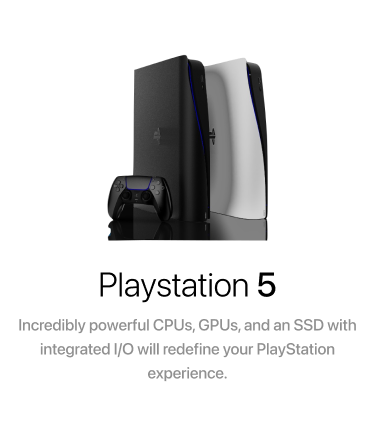 Playstation 5
Incredibly powerful CPUs, GPUs, and an SSD with
integrated I/O will redefine your PlayStation
experience.